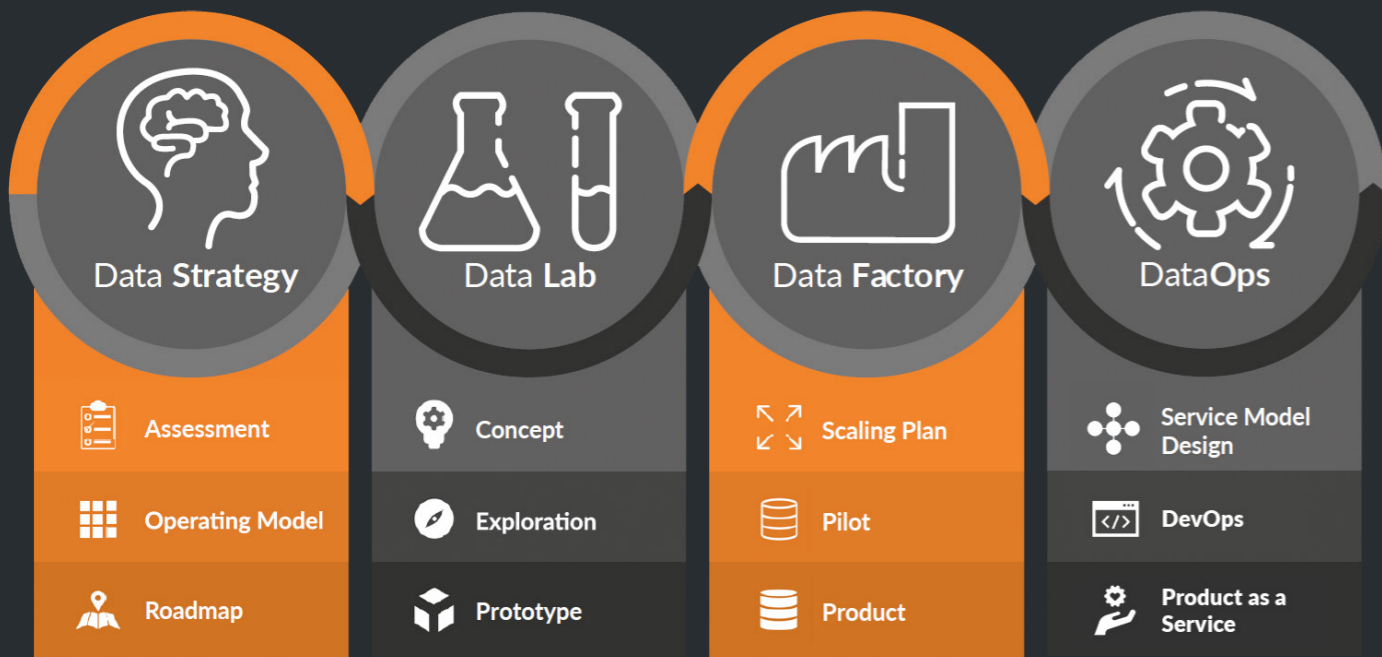 Data Strategy
Assessment
Operating Model
Roadmap
Data Lab
Concept
Exploration
Prototype
Data Factory
Scaling Plan
Pilot
Product
DataOps
Service Model
Design
</>
DevOps
Product as a
Service